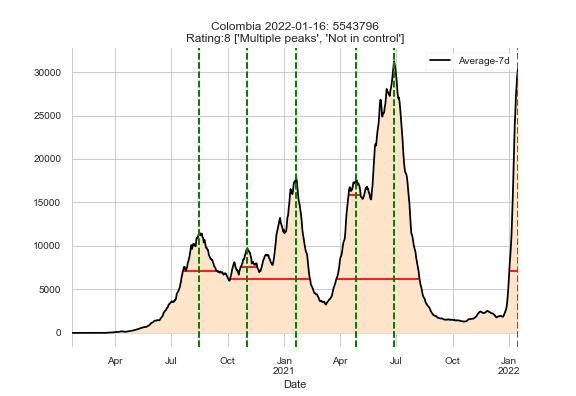 Colombia 2022-01-16: 5543796
Rating:8 ['Multiple peaks', 'Not in control']
Average-7d
30000
25000
20000
15000
10000
5000
0
Apr Jul Oct Jan Apr Jul Oct Jan
2021 2022
Date